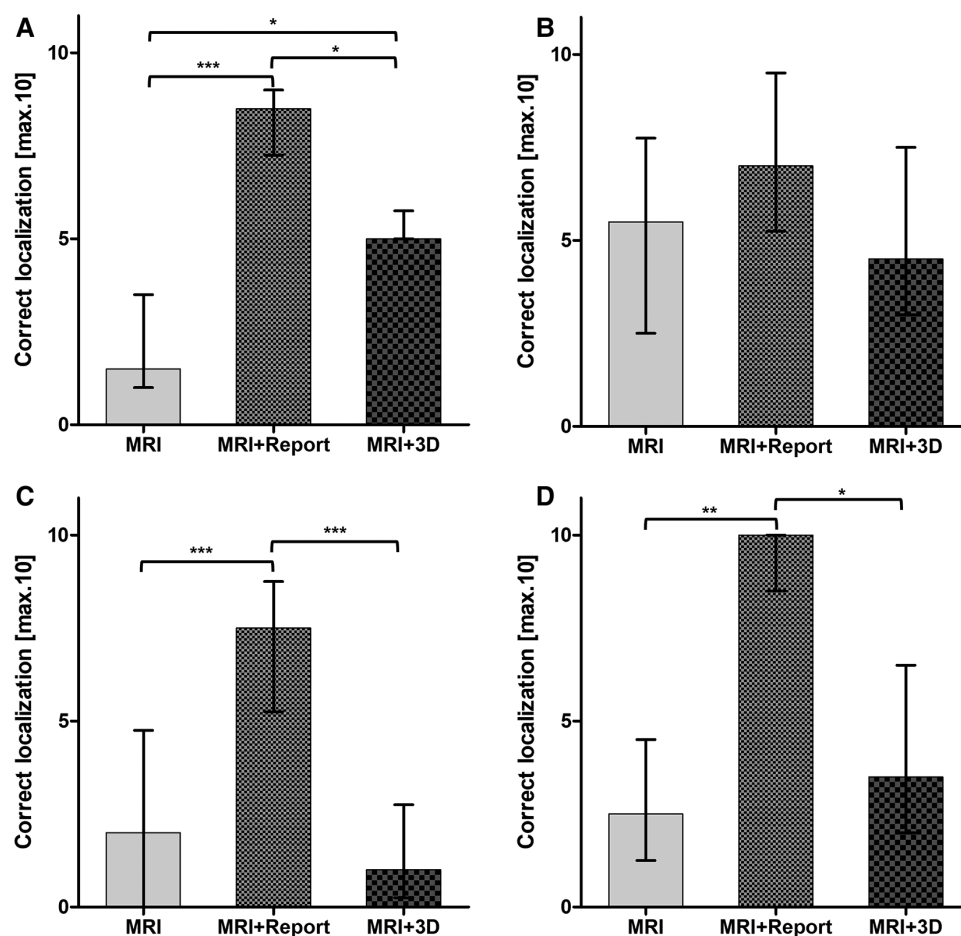 A
Correct localization [max.10]
10
5
0
*
*
***
MRI
MRI+Report
MRI+3D
B
Correct localization [max.10]
10
5
0
MRI
MRI+Report
MRI+3D
C
Correct localization [max.10]
10
5
0
***
***
MRI
MRI+Report
MRI+3D
D
Correct localization [max.10]
10
5
0
*
**
MRI
MRI+Report
MRI+3D